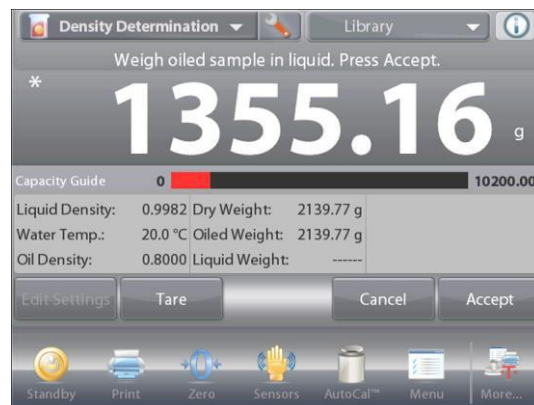 Density Determination Library
Weigh oiled sample in liquid. Press Accept.
* 1355.16 g
Capacity Guide 0 10200.00
Liquid Density: 0.9982 Dry Weight: 2139.77 g
Water Temp.: 20.0 °C Oiled Weight: 2139.77 g
Oil Density: 0.8000 Liquid Weight: ------
Edit Settings Tare Cancel Accept
Standby Print Zero Sensors AutoCal™ Menu More...